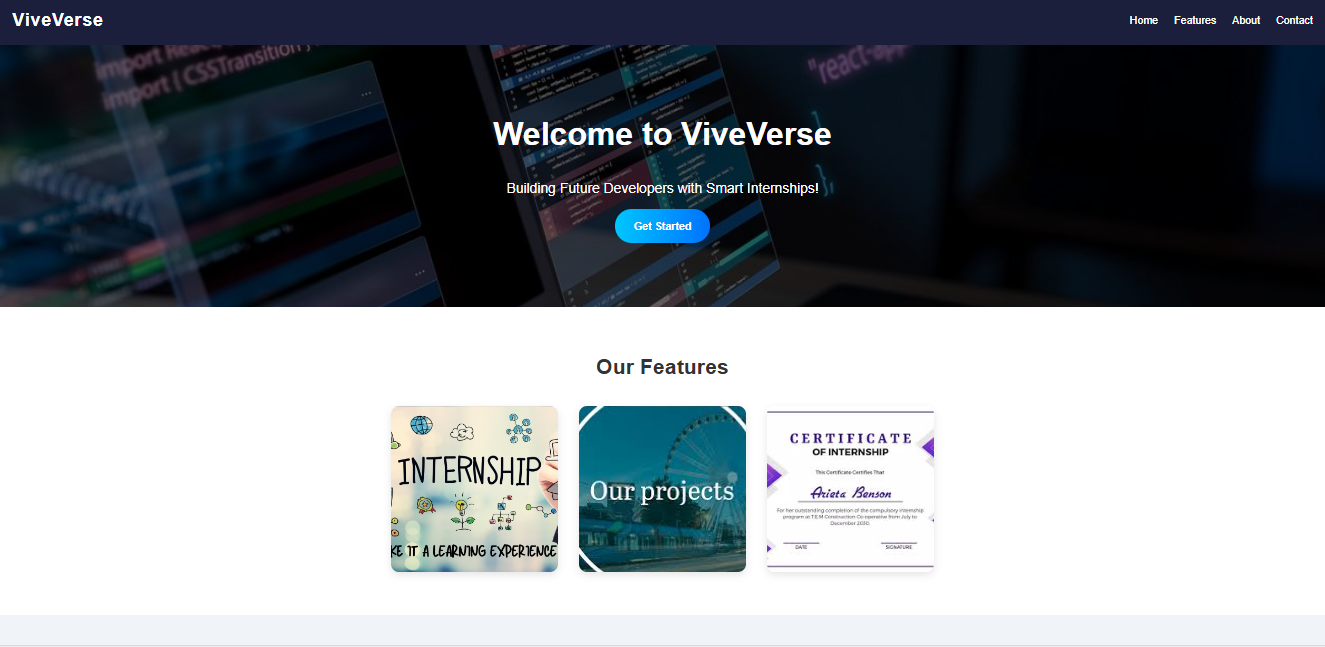 ViveVerse
Home Features About Contact
import React
import { CSSTransition } from
"react-app
Welcome to ViveVerse
Building Future Developers with Smart Internships!
Get Started
Our Features
INTERNSHIP
KE IT A LEARNING EXPERIENCE
Our projects
CERTIFICATE
OF INTERNSHIP
This Certificate Certifies That
Arieta Benson
For her outstanding completion of the compulsory internship
program at T.E.M Construction Co-operative from July to
December 2030.
DATE SIGNATURE